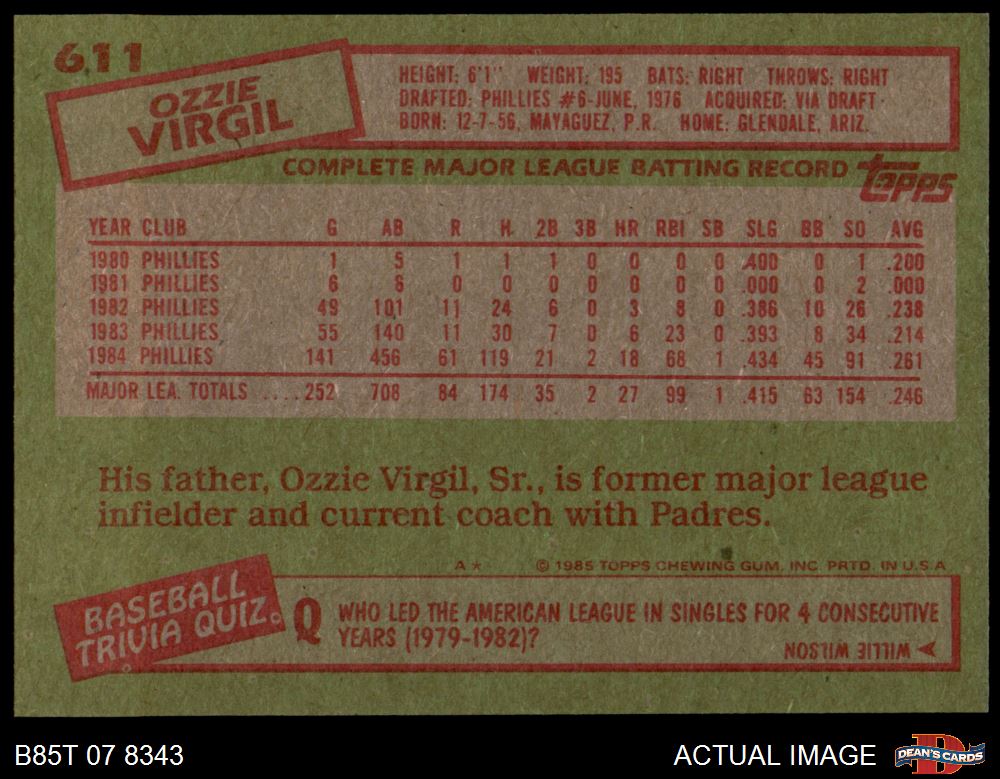 611
OZZIE
VIRGIL
HEIGHT: 6'1" WEIGHT: 195 BATS: RIGHT THROWS: RIGHT
DRAFTED: PHILLIES #6-JUNE, 1976 ACQUIRED: VIA DRAFT
BORN: 12-7-56, MAYAGUEZ, P.R. HOME: GLENDALE, ARIZ.
COMPLETE MAJOR LEAGUE BATTING RECORD topps
YEAR CLUB G AB R H 2B 3B HR RBI SB SLG BB SO AVG
1980 PHILLIES 1 5 1 1 1 0 0 0 0 .400 0 1 .200
1981 PHILLIES 6 6 0 0 0 0 0 0 0 .000 0 2 .000
1982 PHILLIES 49 101 11 24 6 0 3 8 0 .386 10 26 .238
1983 PHILLIES 55 140 11 30 7 0 6 23 0 .393 8 34 .214
1984 PHILLIES 141 456 61 119 21 2 18 68 1 .434 45 91 .261
MAJOR LEA. TOTALS ....252 708 84 174 35 2 27 99 1 .415 63 154 .246
His father, Ozzie Virgil, Sr., is former major league
infielder and current coach with Padres.
A* © 1985 TOPPS CHEWING GUM, INC. PRTD. IN U.S.A
BASEBALL
TRIVIA QUIZ
Q WHO LED THE AMERICAN LEAGUE IN SINGLES FOR 4 CONSECUTIVE
YEARS (1979-1982)?
WILLIE WILSON
B85T 07 8343 ACTUAL IMAGE DEAN'S CARDS